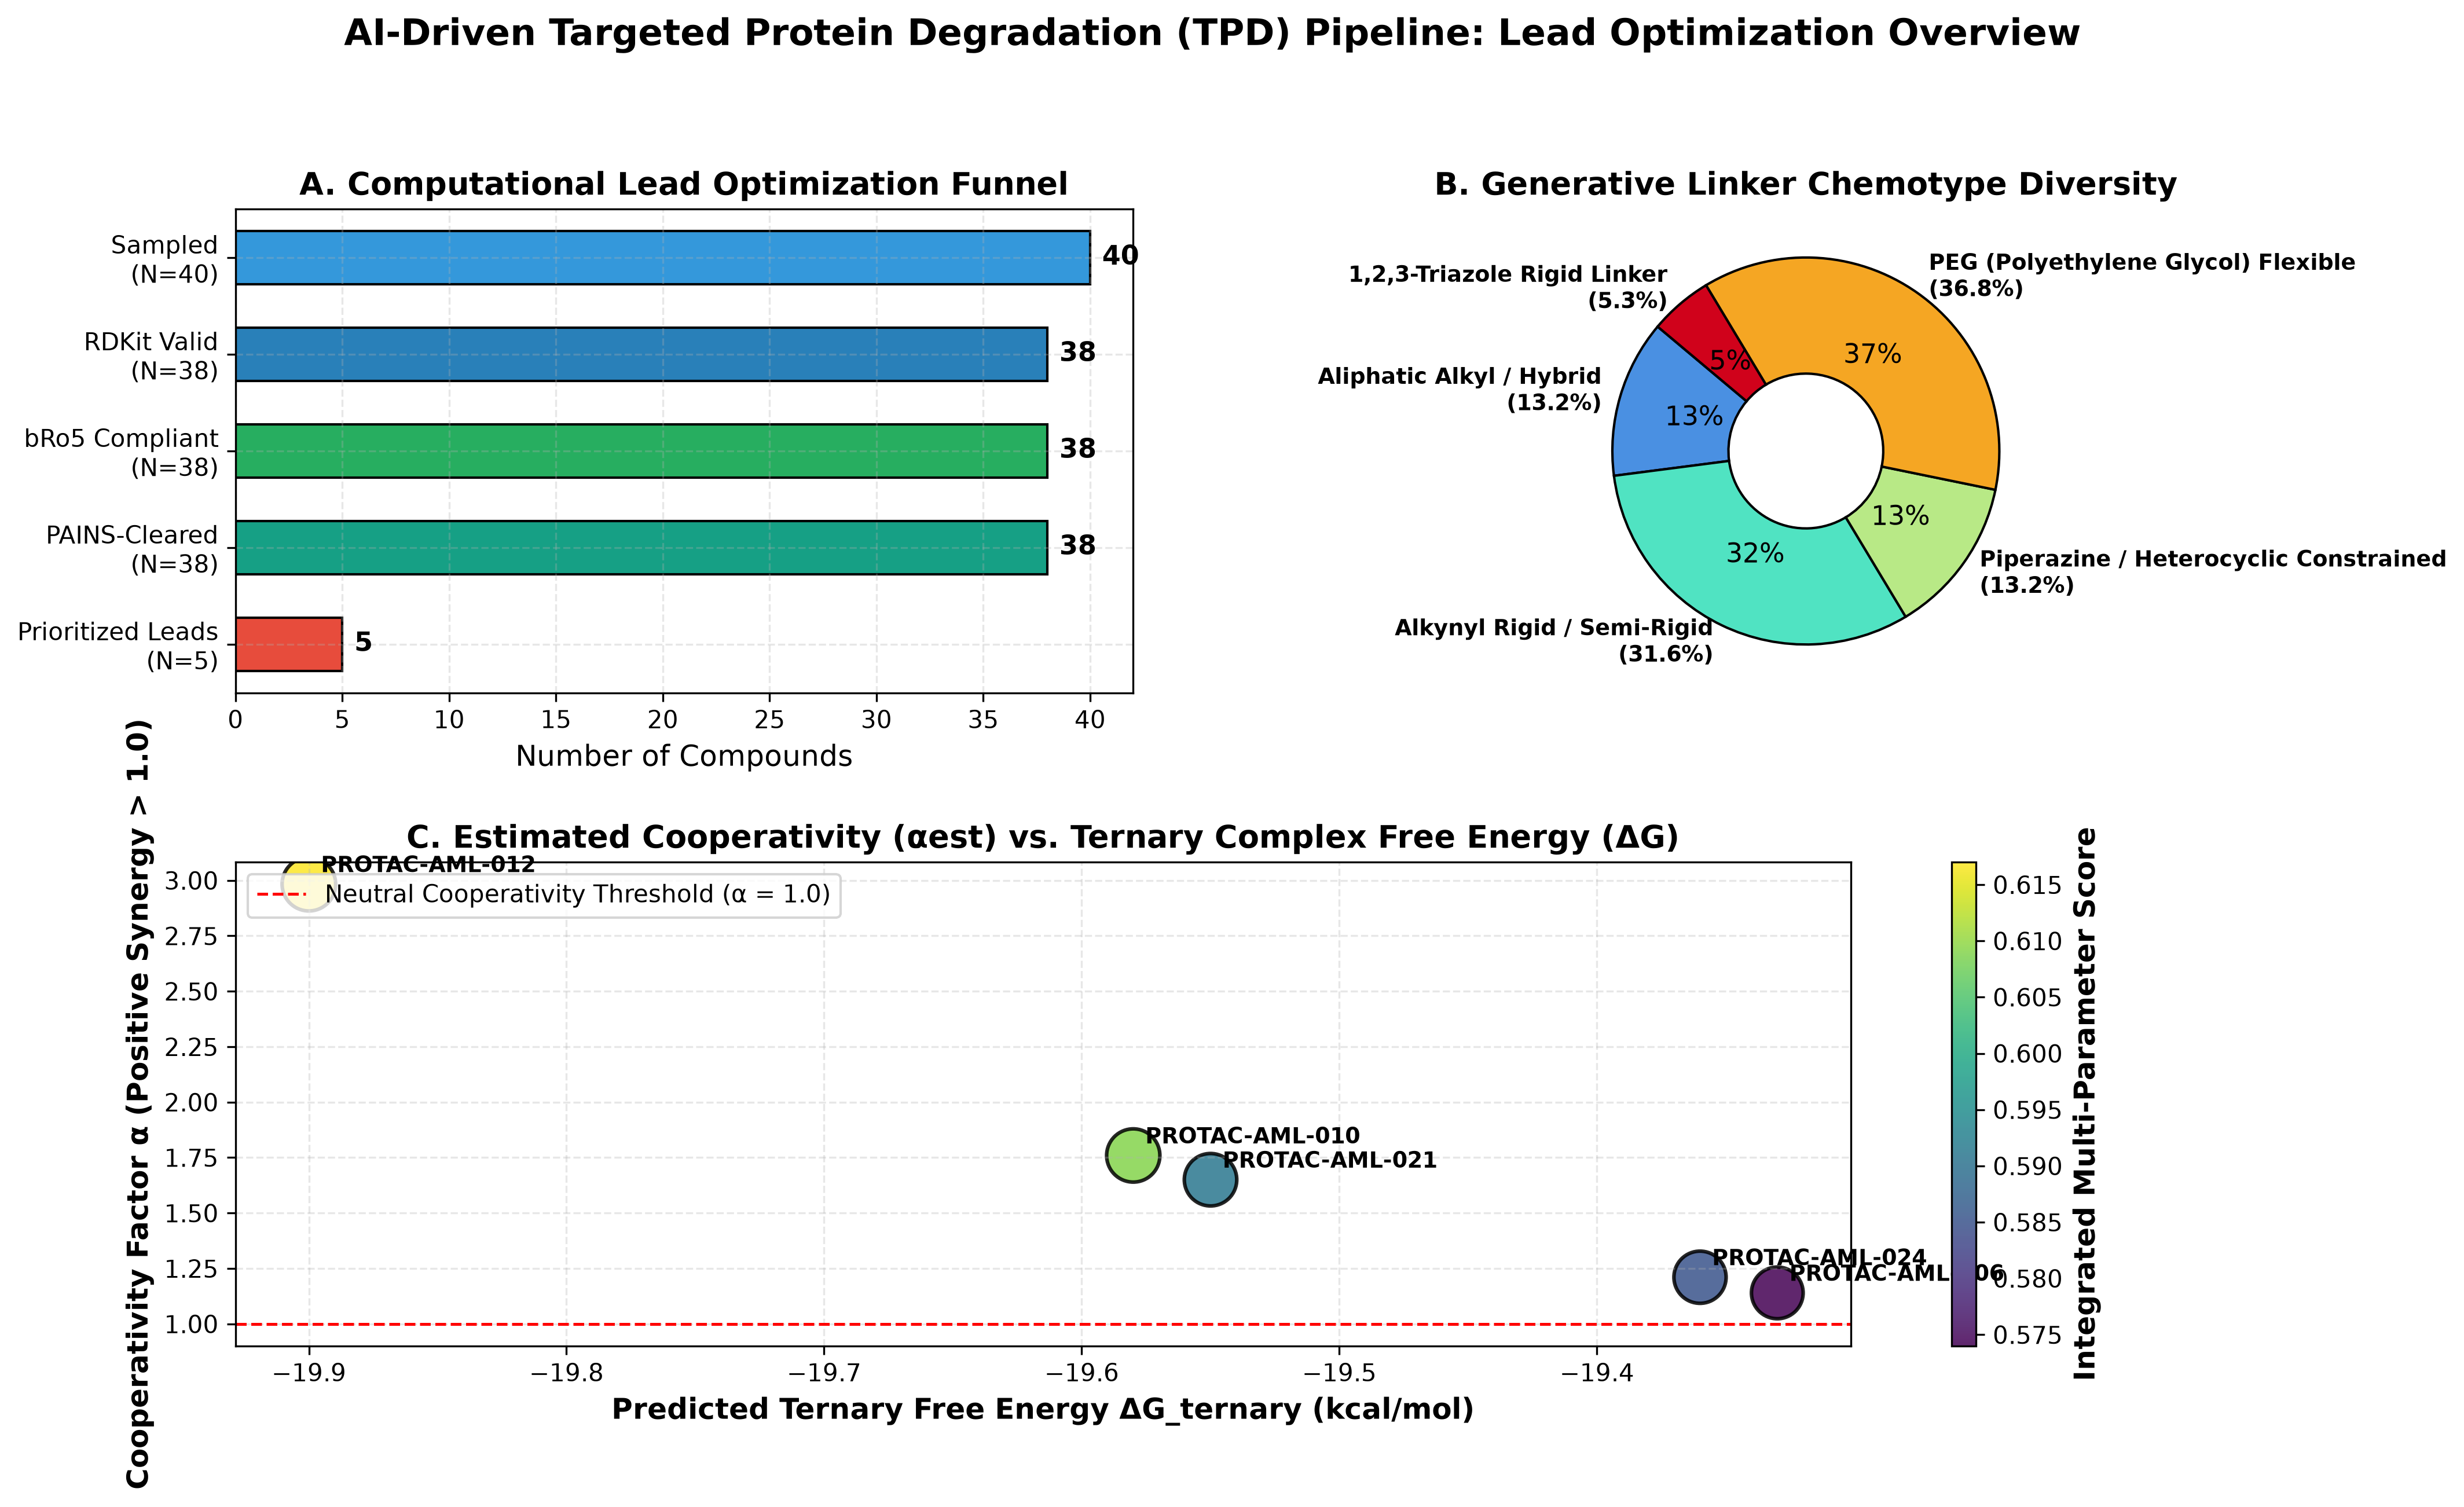 AI-Driven Targeted Protein Degradation (TPD) Pipeline: Lead Optimization Overview
A. Computational Lead Optimization Funnel
Sampled
(N=40)
40
RDKit Valid
(N=38)
38
bRo5 Compliant
(N=38)
38
PAINS-Cleared
(N=38)
38
Prioritized Leads
(N=5)
5
0 5 10 15 20 25 30 35 40
Number of Compounds
B. Generative Linker Chemotype Diversity
PEG (Polyethylene Glycol) Flexible
(36.8%)
37%
1,2,3-Triazole Rigid Linker
(5.3%)
5%
Aliphatic Alkyl / Hybrid
(13.2%)
13%
Alkynyl Rigid / Semi-Rigid
(31.6%)
32%
Piperazine / Heterocyclic Constrained
(13.2%)
13%
C. Estimated Cooperativity (αest) vs. Ternary Complex Free Energy (ΔG)
Cooperativity Factor α (Positive Synergy > 1.0)
3.00
2.75
2.50
2.25
2.00
1.75
1.50
1.25
1.00
PROTAC-AML-012
Neutral Cooperativity Threshold (α = 1.0)
PROTAC-AML-010
PROTAC-AML-021
PROTAC-AML-024
PROTAC-AML 06
−19.9 −19.8 −19.7 −19.6 −19.5 −19.4
Predicted Ternary Free Energy ΔG_ternary (kcal/mol)
0.615
0.610
0.605
0.600
0.595
0.590
0.585
0.580
0.575
Integrated Multi-Parameter Score